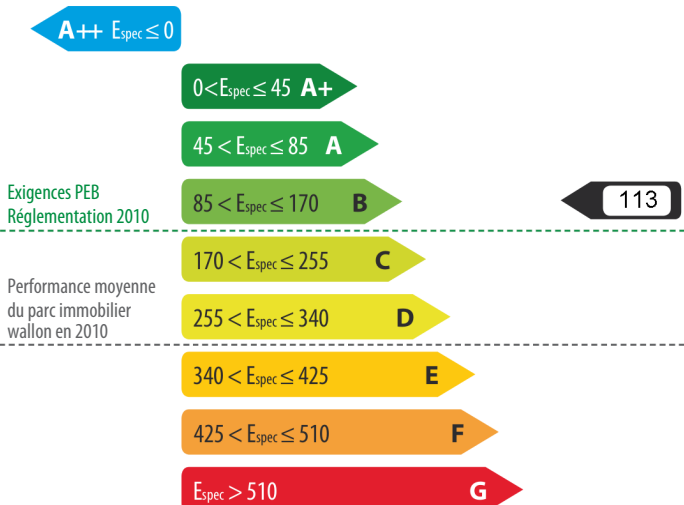 A++ Espec ≤ 0
0<Espec ≤ 45 A+
45 < Espec ≤ 85 A
Exigences PEB
Réglementation 2010
85 < Espec ≤ 170 B
113
170 < Espec ≤ 255 C
Performance moyenne
du parc immobilier
wallon en 2010
255 < Espec ≤ 340 D
340 < Espec ≤ 425 E
425 < Espec ≤ 510 F
Espec > 510 G